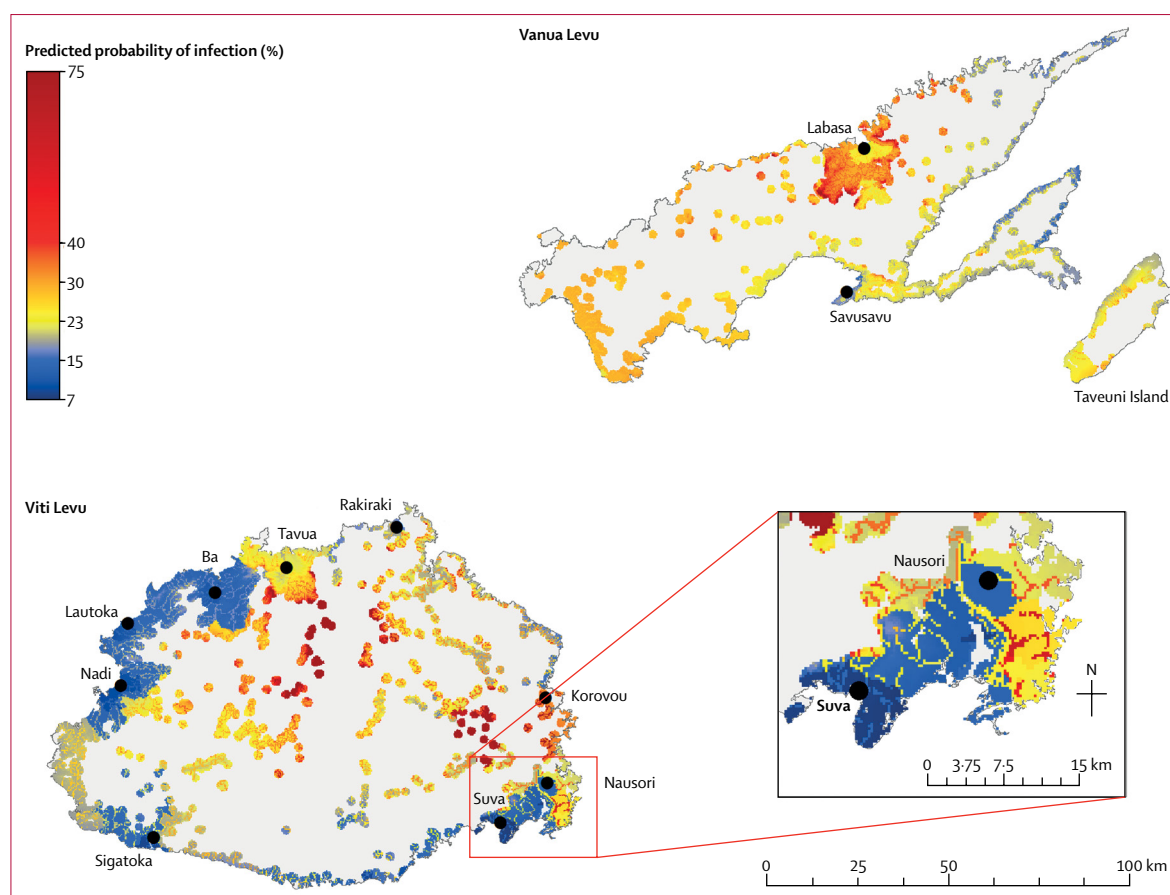 Predicted probability of infection (%)
75
40
30
23
15
7
Vanua Levu
Labasa
Savusavu
Taveuni Island
Viti Levu
Rakiraki
Tavua
Ba
Lautoka
Nadi
Korovou
Nausori
Suva
Sigatoka
Nausori
Suva
N
0 3·75 7·5 15 km
0 25 50 100 km